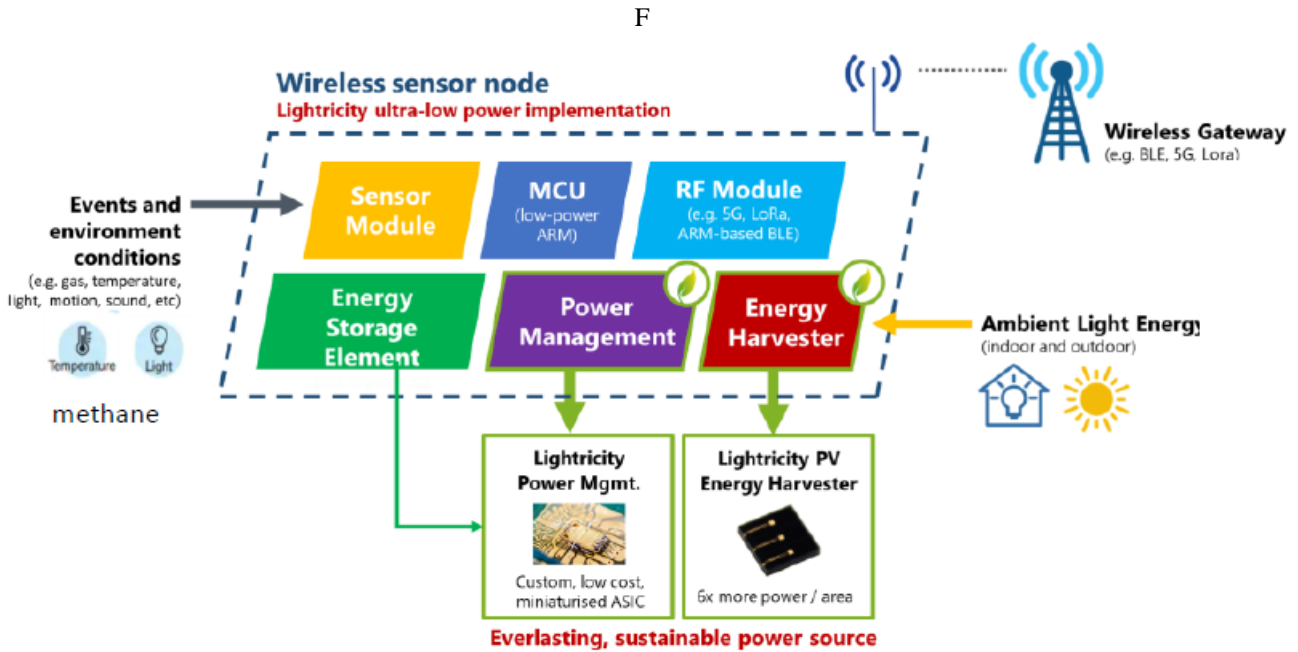 F
Wireless sensor node
Lightricity ultra-low power implementation
Wireless Gateway
(e.g. BLE, 5G, Lora)
Events and
environment
conditions
(e.g. gas, temperature,
light, motion, sound, etc)
Temperature
Light
methane
Sensor
Module
MCU
(low-power
ARM)
RF Module
(e.g. 5G, LoRa,
ARM-based BLE)
Energy
Storage
Element
Power
Management
Energy
Harvester
Ambient Light Energy
(indoor and outdoor)
Lightricity
Power Mgmt.
Custom, low cost,
miniaturised ASIC
Lightricity PV
Energy Harvester
6x more power / area
Everlasting, sustainable power source